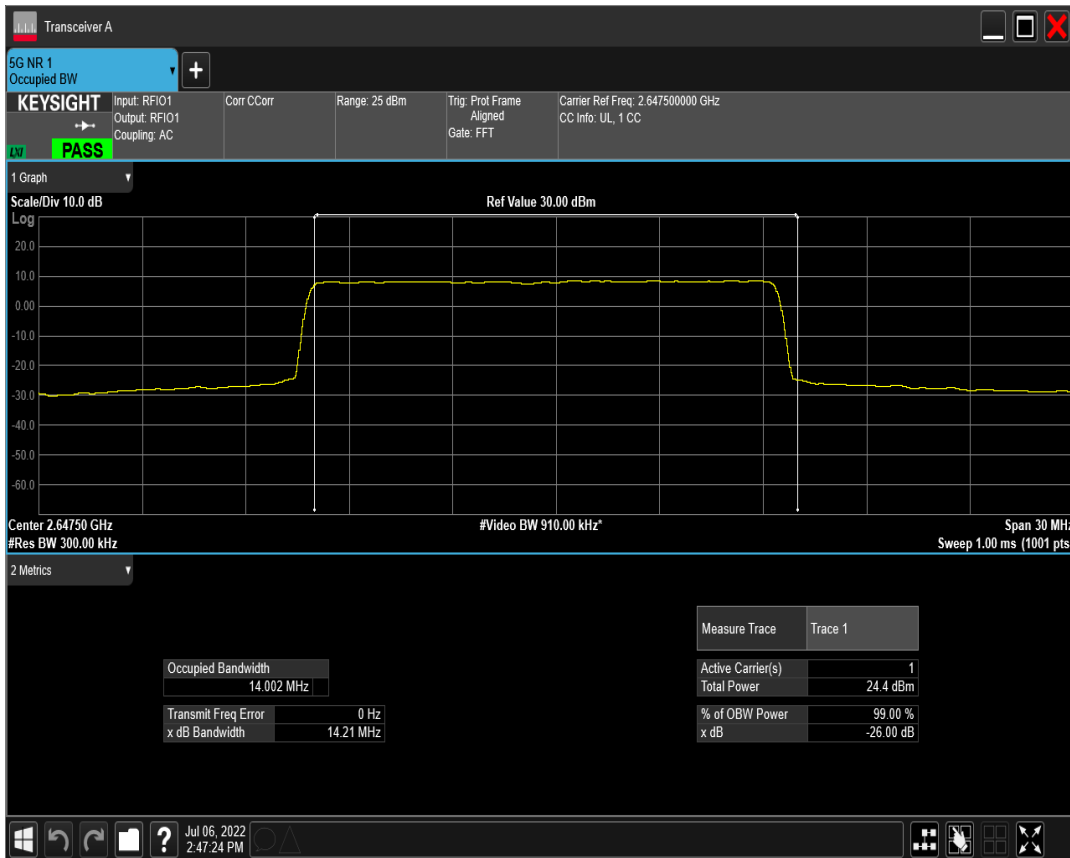 Transceiver A
5G NR 1
Occupied BW
KEYSIGHT
LXI
PASS
Input: RFIO1
Output: RFIO1
Coupling: AC
Corr CCorr
Range: 25 dBm
Trig: Prot Frame
Aligned
Gate: FFT
Carrier Ref Freq: 2.647500000 GHz
CC Info: UL, 1 CC
1 Graph
Scale/Div 10.0 dB
Ref Value 30.00 dBm
Log
20.0
10.0
0.00
-10.0
-20.0
-30.0
-40.0
-50.0
-60.0
Center 2.64750 GHz
#Video BW 910.00 kHz*
Span 30 MHz
#Res BW 300.00 kHz
Sweep 1.00 ms (1001 pts
2 Metrics
Measure Trace Trace 1
Occupied Bandwidth
14.002 MHz
Active Carrier(s) 1
Total Power 24.4 dBm
Transmit Freq Error 0 Hz
x dB Bandwidth 14.21 MHz
% of OBW Power 99.00 %
x dB -26.00 dB
Jul 06, 2022
2:47:24 PM